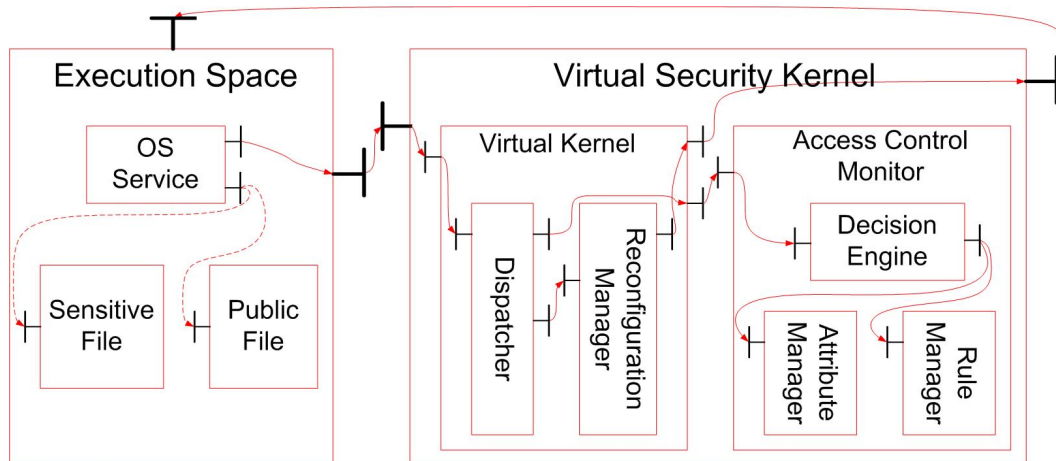 Execution Space
OS
Service
Sensitive
File
Public
File
Virtual Security Kernel
Virtual Kernel
Dispatcher
Reconfiguration
Manager
Access Control
Monitor
Decision
Engine
Attribute
Manager
Rule
Manager